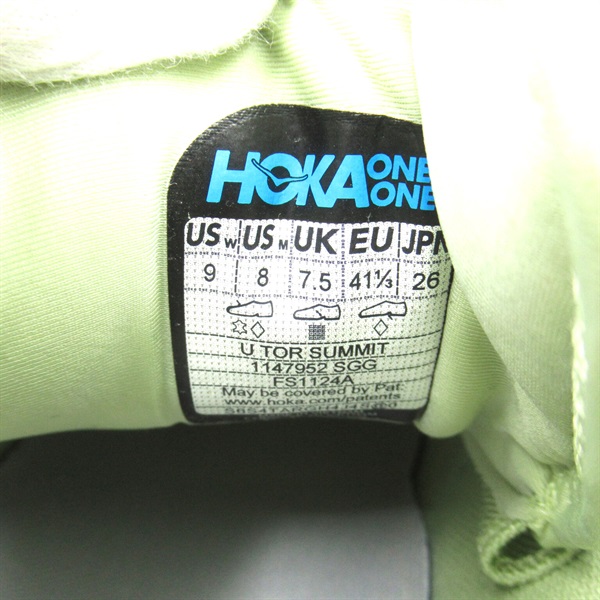 HOKA ONE ONE
US W US M UK EU JPN
9 8 7.5 41⅓ 26
U TOR SUMMIT
1147952 SGG
FS1124A
May be covered by Pat:
www.hoka.com/patents